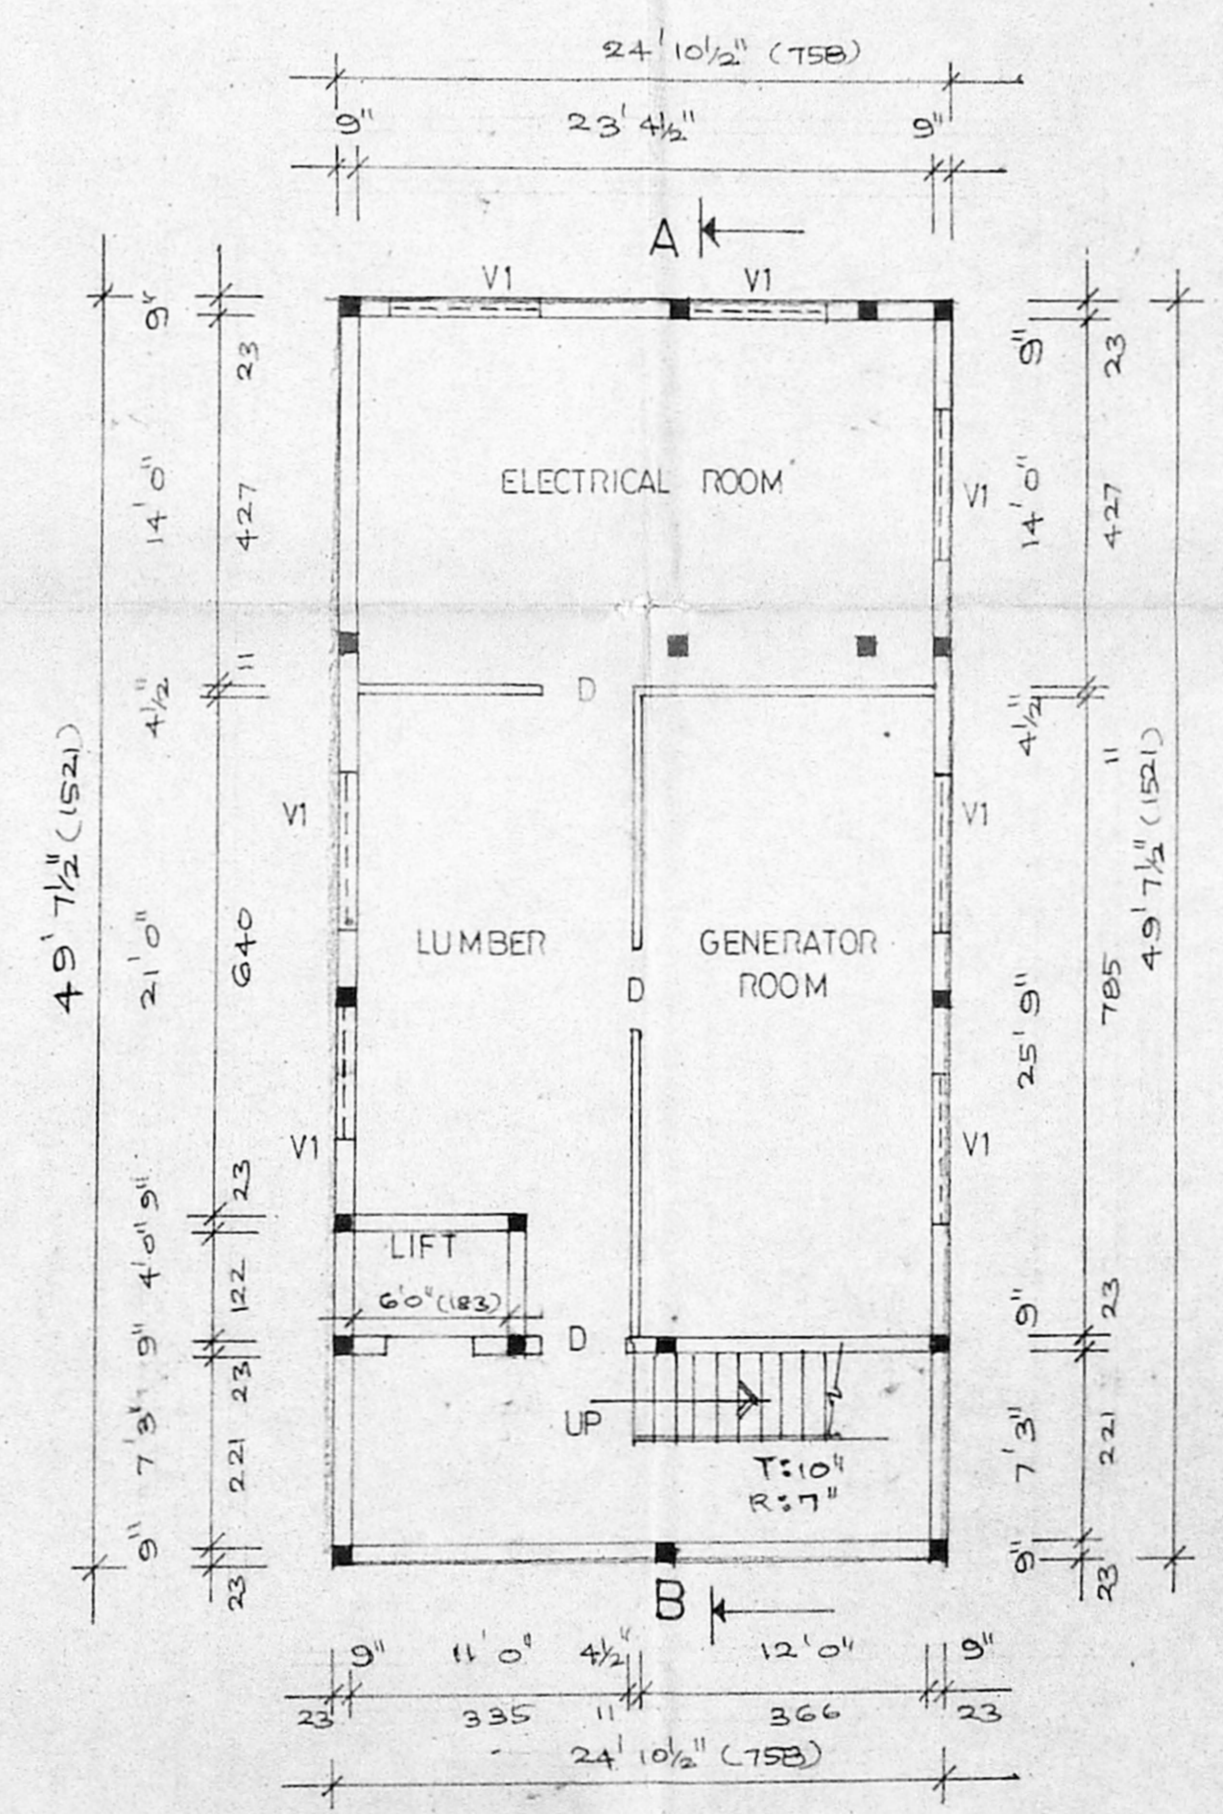 24' 10½" (758)
9" 23' 4½" 9"
A
V1 V1
9" 23 9" 23
ELECTRICAL ROOM
14' 0" 427 V1 14' 0" 427
D
4½" 11 4½" 11
V1 V1
49' 7½" (1521) 49' 7½" (1521)
LUMBER GENERATOR
ROOM
D
21' 0" 640 25' 9" 785
V1 V1
9" 23
LIFT
4' 0" 122
6' 0" (183)
9" 23 D 9" 23
UP
7' 3" 221 7' 3" 221
T:10"
R:7"
9" 23 9" 23
B
9" 11' 0" 4½" 12' 0" 9"
23 335 11 366 23
24' 10½" (758)